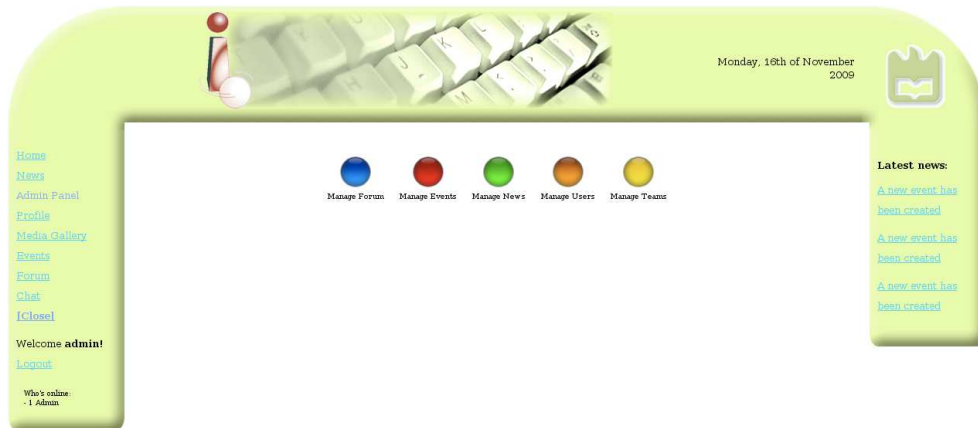 Monday, 16th of November
2009
Home
News
Admin Panel
Profile
Media Gallery
Events
Forum
Chat
[Close]
Welcome admin!
Logout
Who's online:
- 1 Admin
Manage Forum Manage Events Manage News Manage Users Manage Teams
Latest news:
A new event has
been created
A new event has
been created
A new event has
been created